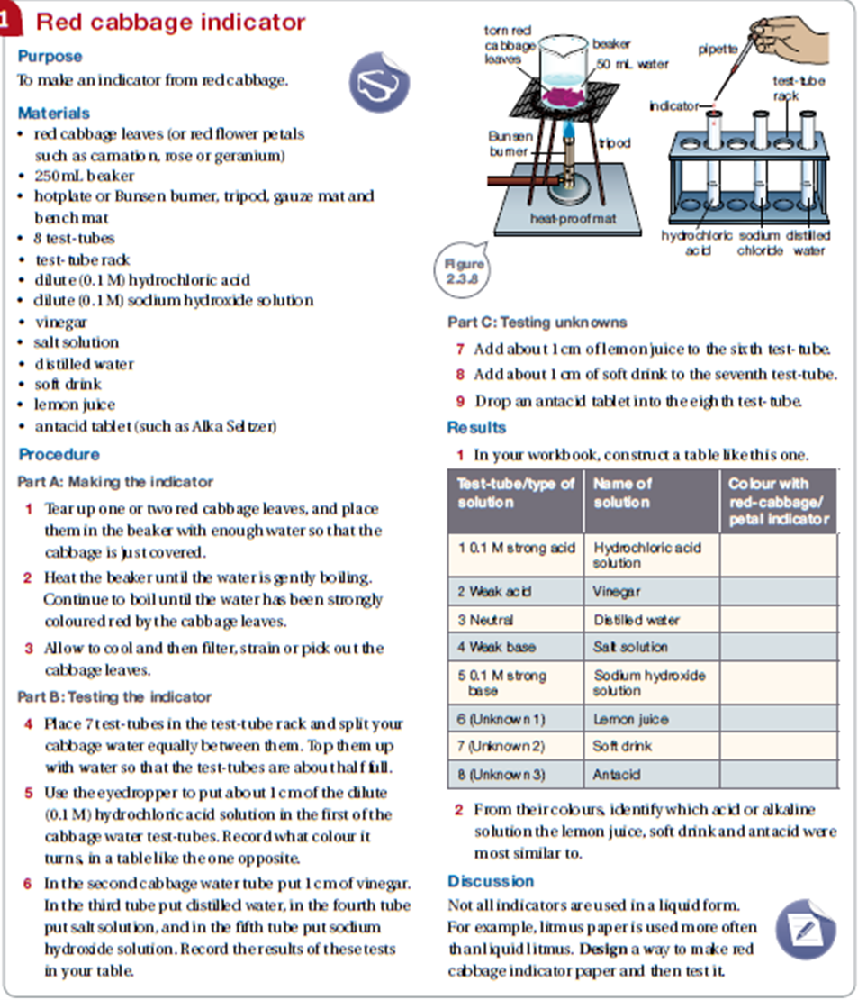 1
Red cabbage indicator
Purpose
To make an indicator from red cabbage.
Materials
• red cabbage leaves (or red flower petals
such as carnation, rose or geranium)
• 250mL beaker
• hotplate or Bunsen burner, tripod, gauze mat and
bench mat
• 8 test-tubes
• test-tube rack
• dilute (0.1 M) hydrochloric acid
• dilute (0.1 M) sodium hydroxide solution
• vinegar
• salt solution
• distilled water
• soft drink
• lemon juice
• antacid tablet (such as Alka Seltzer)
Procedure
Part A: Making the indicator
1 Tear up one or two red cabbage leaves, and place
them in the beaker with enough water so that the
cabbage is just covered.
2 Heat the beaker until the water is gently boiling.
Continue to boil until the water has been strongly
coloured red by the cabbage leaves.
3 Allow to cool and then filter, strain or pick out the
cabbage leaves.
Part B: Testing the indicator
4 Place 7 test-tubes in the test-tube rack and split your
cabbage water equally between them. Top them up
with water so that the test-tubes are about half full.
5 Use the eyedropper to put about 1 cm of the dilute
(0.1 M) hydrochloric acid solution in the first of the
cabbage water test-tubes. Record what colour it
turns, in a table like the one opposite.
6 In the second cabbage water tube put 1 cm of vinegar.
In the third tube put distilled water, in the fourth tube
put salt solution, and in the fifth tube put sodium
hydroxide solution. Record the results of these tests
in your table.
torn red
cabbage
leaves
beaker
50 mL water
Bunsen
burner
tripod
heat-proof mat
pipette
test-tube
rack
indicator
hydrochloric
acid
sodium
chloride
distilled
water
Figure
2.3.8
Part C: Testing unknowns
7 Add about 1 cm of lemon juice to the sixth test-tube.
8 Add about 1 cm of soft drink to the seventh test-tube.
9 Drop an antacid tablet into the eighth test-tube.
Results
1 In your workbook, construct a table like this one.
Test-tube/type of
solution
Name of
solution
Colour with
red-cabbage/
petal indicator
1 0.1 M strong acid
Hydrochloric acid
solution
2 Weak acid
Vinegar
3 Neutral
Distilled water
4 Weak base
Salt solution
5 0.1 M strong
base
Sodium hydroxide
solution
6 (Unknown 1)
Lemon juice
7 (Unknown 2)
Soft drink
8 (Unknown 3)
Antacid
2 From their colours, identify which acid or alkaline
solution the lemon juice, soft drink and antacid were
most similar to.
Discussion
Not all indicators are used in a liquid form.
For example, litmus paper is used more often
than liquid litmus. Design a way to make red
cabbage indicator paper and then test it.